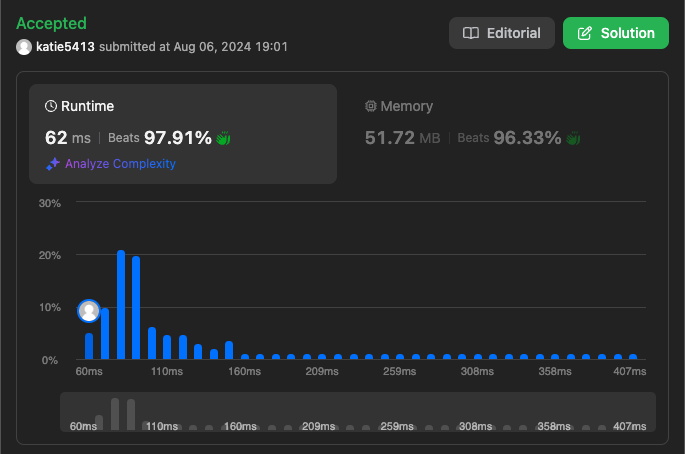 Accepted
katie5413 submitted at Aug 06, 2024 19:01
Editorial
Solution
Runtime
62 ms | Beats 97.91%
Analyze Complexity
Memory
51.72 MB | Beats 96.33%
30%
20%
10%
0%
60ms 110ms 160ms 209ms 259ms 308ms 358ms 407ms
60ms 110ms 160ms 209ms 259ms 308ms 358ms 407ms